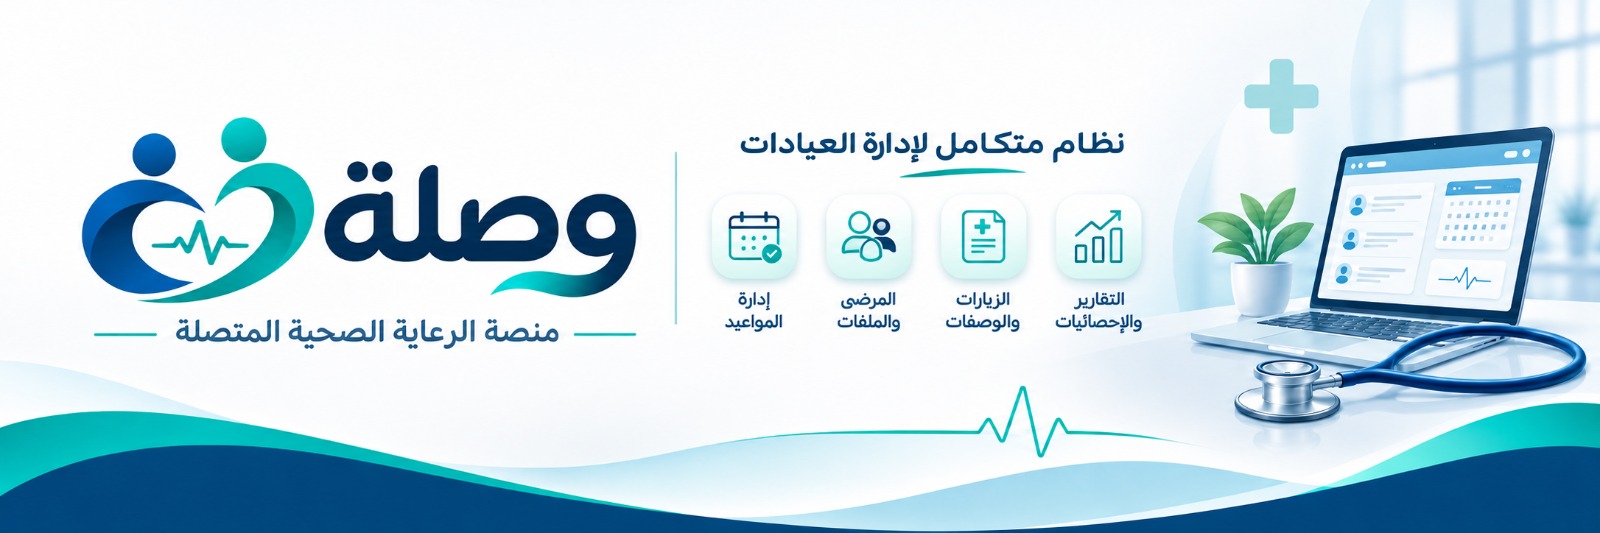 وصلة
منصة الرعاية الصحية المتصلة
نظام متكامل لإدارة العيادات
التقارير
والإحصائيات
الزيارات
والوصفات
المرضى
والملفات
إدارة
المواعيد